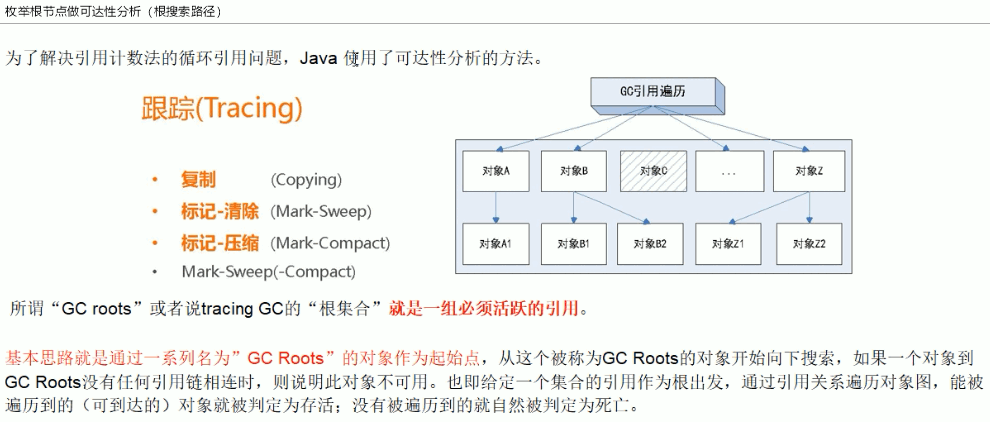 枚举根节点做可达性分析（根搜索路径）
为了解决引用计数法的循环引用问题，Java 使用了可达性分析的方法。
跟踪(Tracing)
• 复制 (Copying)
• 标记-清除 (Mark-Sweep)
• 标记-压缩 (Mark-Compact)
• Mark-Sweep(-Compact)
GC引用遍历
对象A 对象B 对象C ... 对象Z
对象A1 对象B1 对象B2 对象Z1 对象Z2
所谓“GC roots”或者说tracing GC的“根集合”就是一组必须活跃的引用。
基本思路就是通过一系列名为”GC Roots”的对象作为起始点，从这个被称为GC Roots的对象开始向下搜索，如果一个对象到
GC Roots没有任何引用链相连时，则说明此对象不可用。也即给定一个集合的引用作为根出发，通过引用关系遍历对象图，能被
遍历到的（可到达的）对象就被判定为存活；没有被遍历到的就自然被判定为死亡。